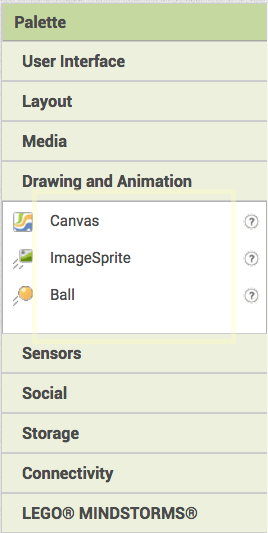 Palette
User Interface
Layout
Media
Drawing and Animation
Canvas ?
ImageSprite ?
Ball ?
Sensors
Social
Storage
Connectivity
LEGO® MINDSTORMS®